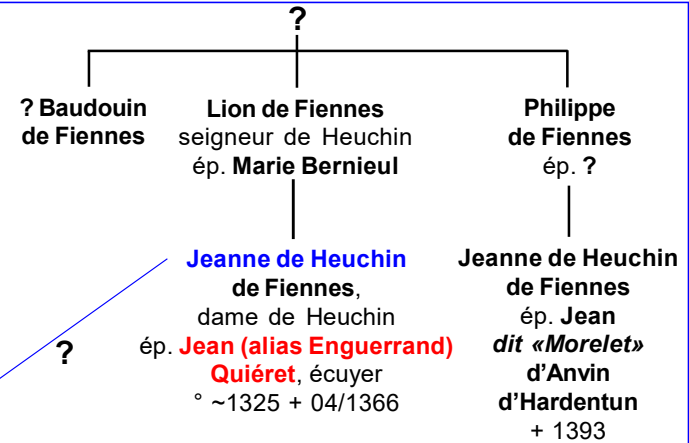 ?
? Baudouin
de Fiennes
Lion de Fiennes
seigneur de Heuchin
ép. Marie Bernieul
Philippe
de Fiennes
ép. ?
Jeanne de Heuchin
de Fiennes,
dame de Heuchin
ép. Jean (alias Enguerrand)
Quiéret, écuyer
° ~1325 + 04/1366
Jeanne de Heuchin
de Fiennes
ép. Jean
dit «Morelet»
d'Anvin
d'Hardentun
+ 1393
?